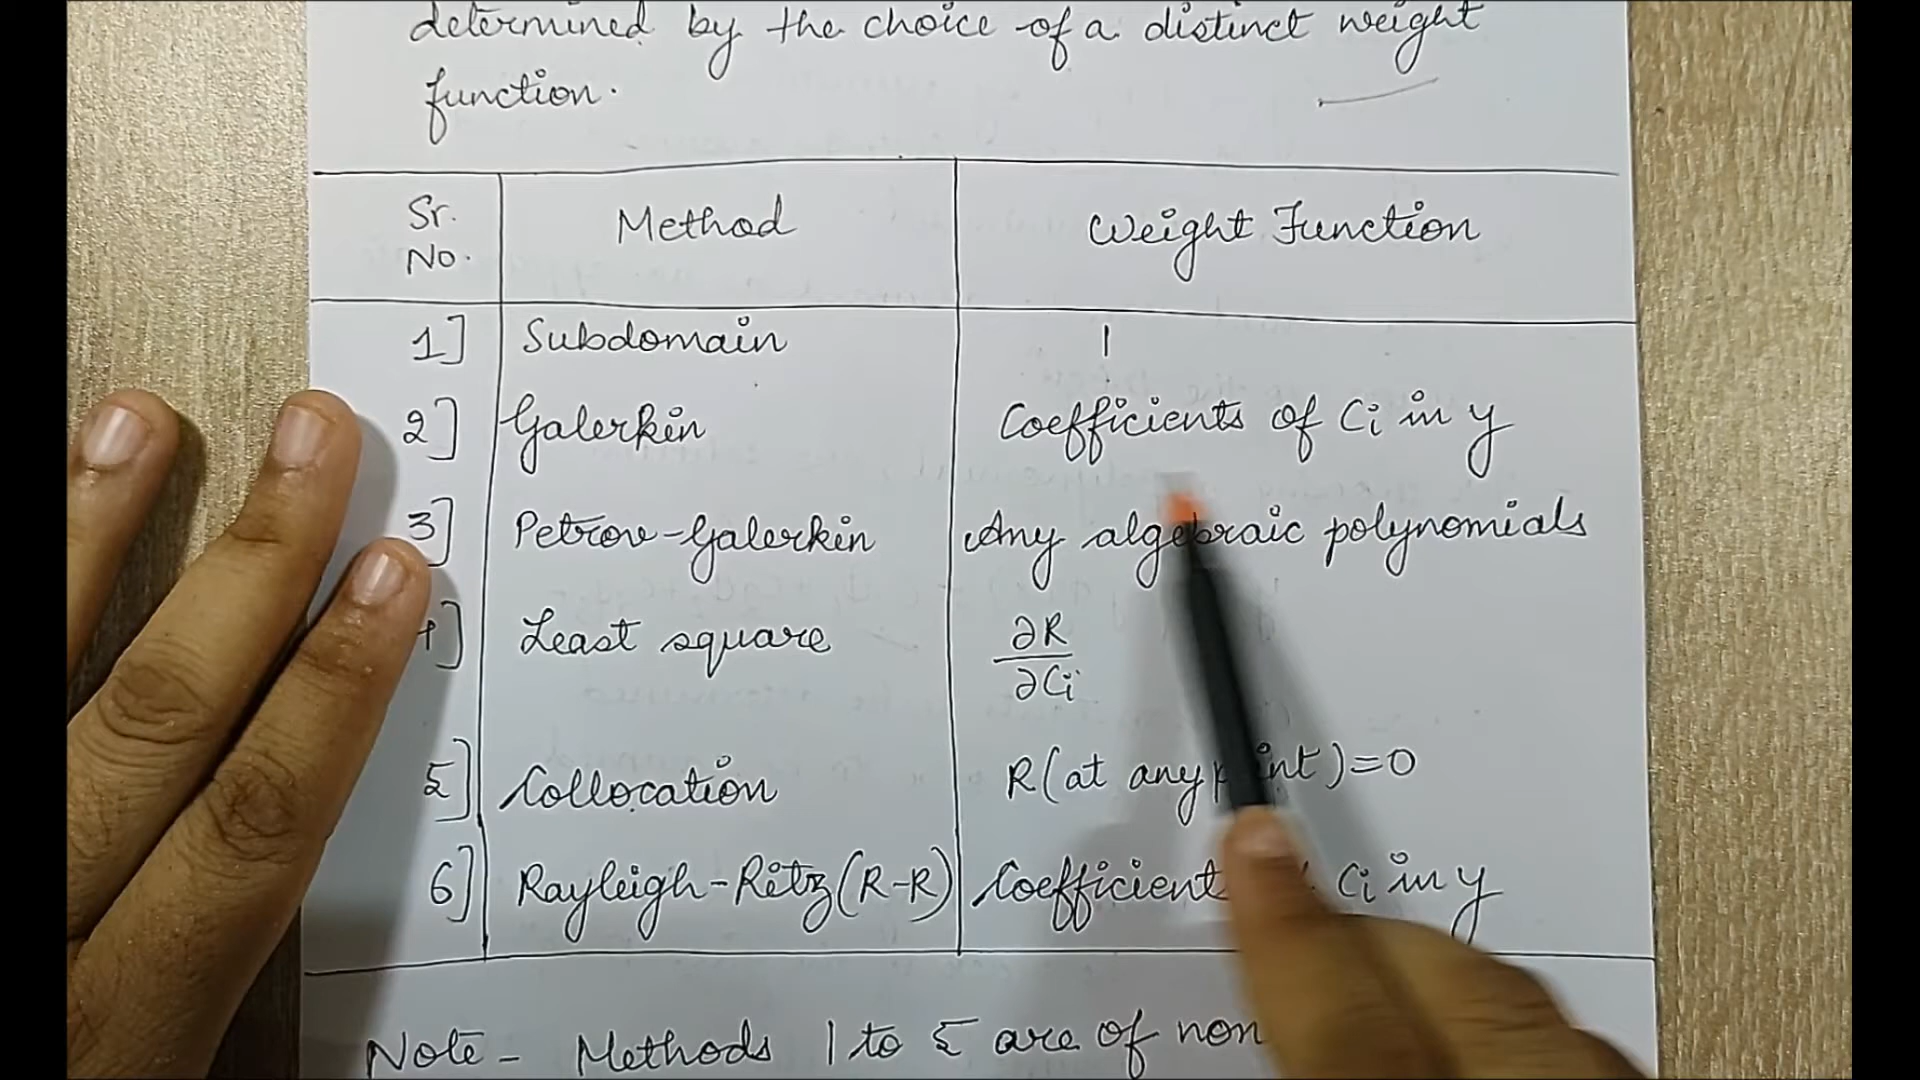 determined by the choice of a distinct weight
function.
Sr. No. Method Weight Function
1] Subdomain 1
2] Galerkin Coefficients of Ci in y
3] Petrov-Galerkin Any algebraic polynomials
] Least square ∂R/∂Ci
5] Collocation R(at any )=0
6] Rayleigh-Ritz(R-R) Ci in y
Note - Methods 1 to 5 are of non